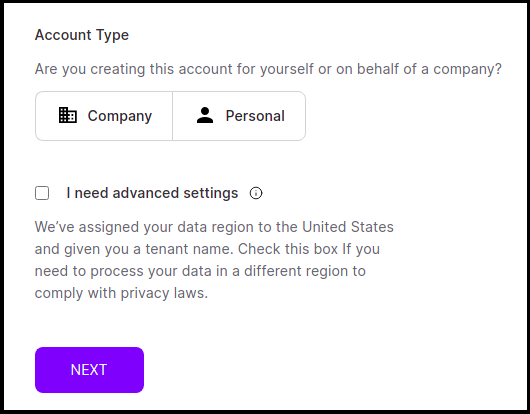 Account Type
Are you creating this account for yourself or on behalf of a company?
Company Personal
I need advanced settings
We’ve assigned your data region to the United States
and given you a tenant name. Check this box If you
need to process your data in a different region to
comply with privacy laws.
NEXT